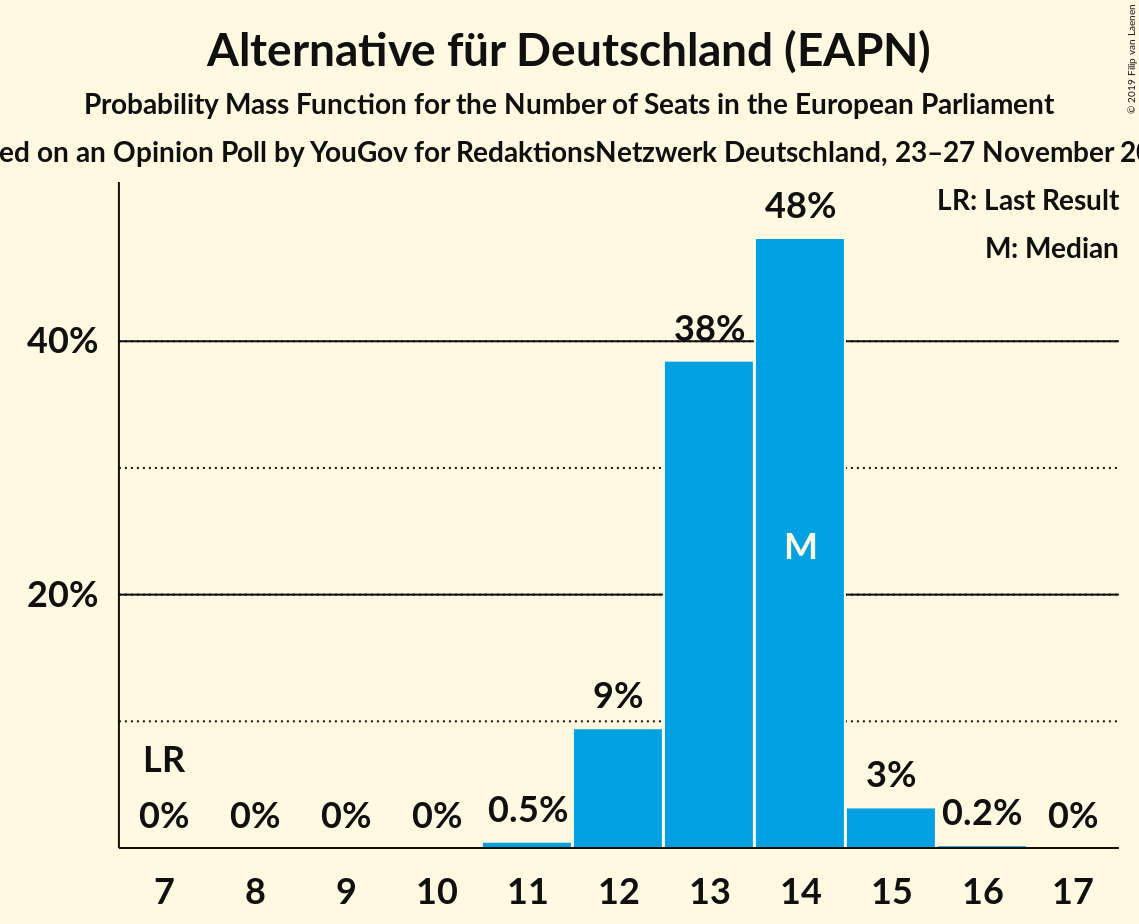 Alternative für Deutschland (EAPN)
Probability Mass Function for the Number of Seats in the European Parliament
on an Opinion Poll by YouGov for RedaktionsNetzwerk Deutschland, 23–27 November
© 2019 Filip van Laenen
LR: Last Result
M: Median
48%
38%
40%
M
20%
9%
LR
3%
0% 0% 0% 0% 0.5% 0.2% 0%
7 8 9 10 11 12 13 14 15 16 17